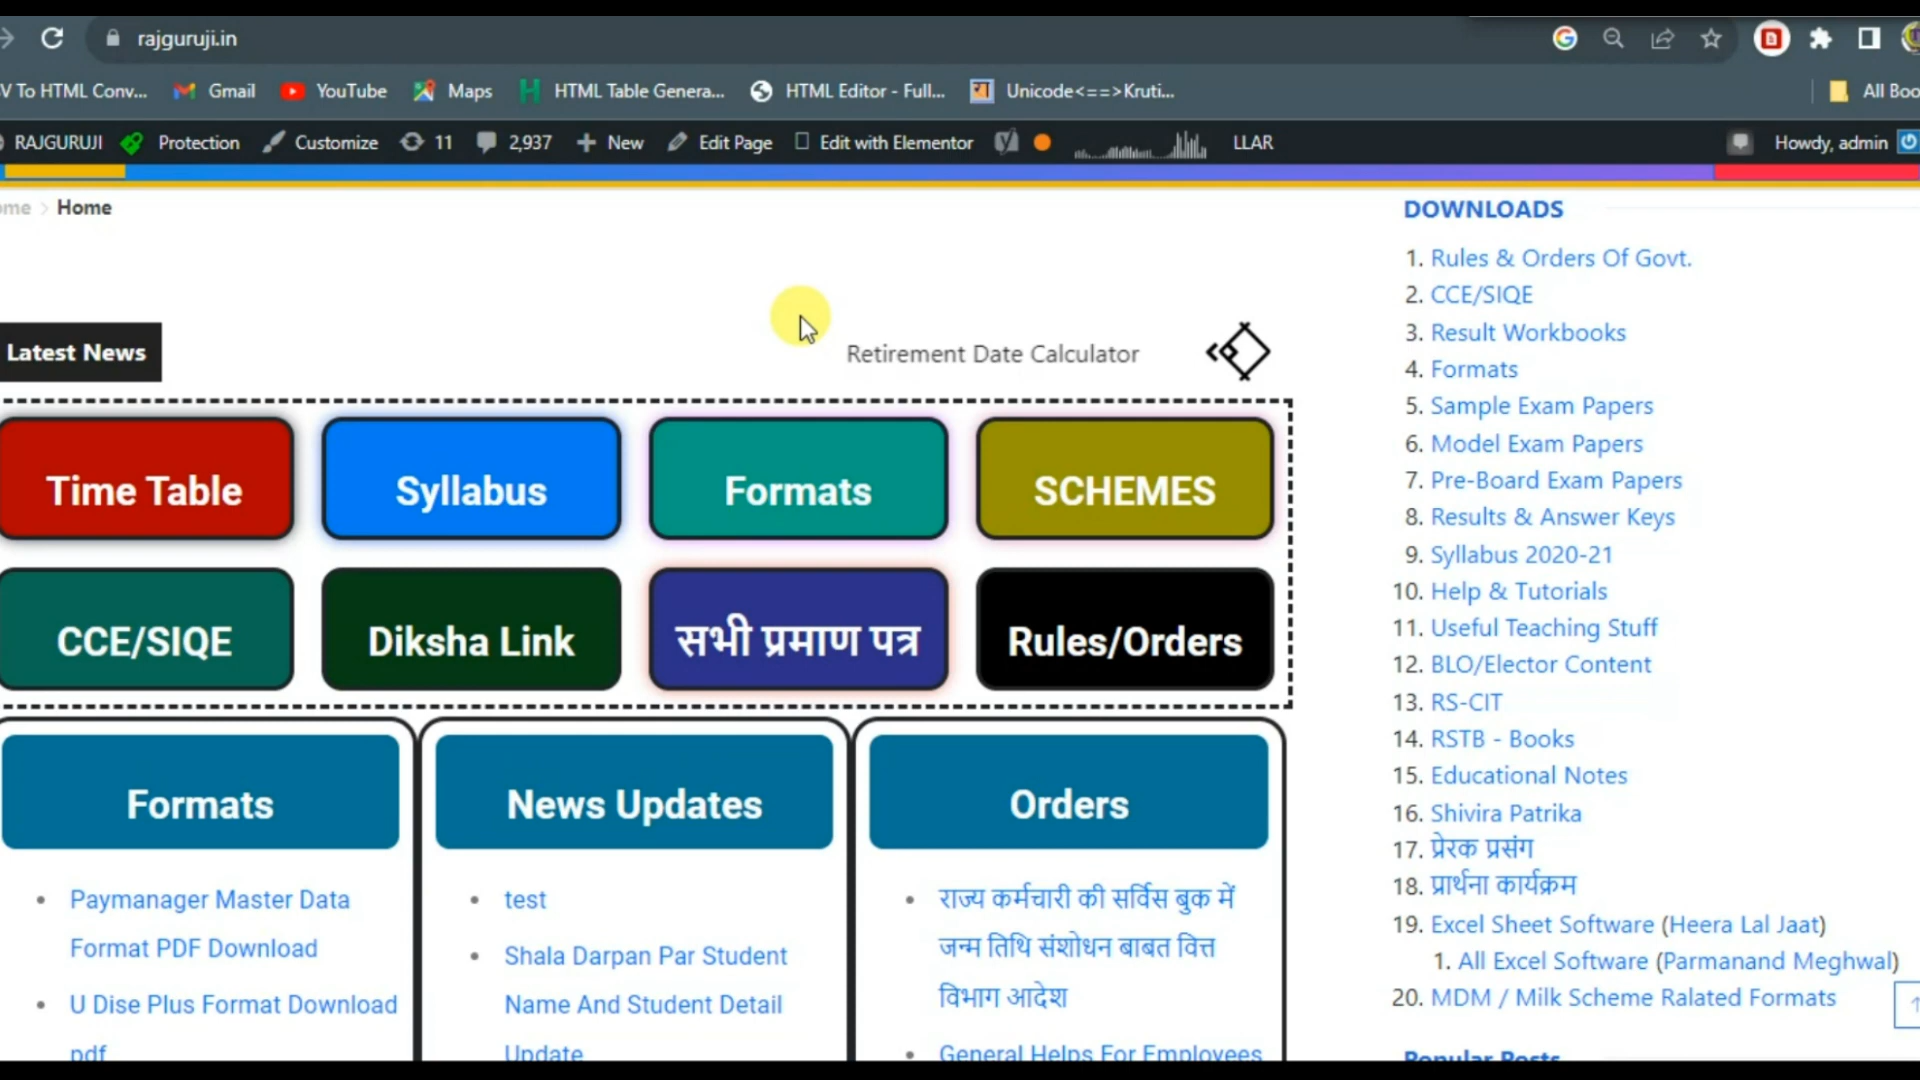 rajguruji.in
V To HTML Conv... Gmail YouTube Maps HTML Table Genera... HTML Editor - Full... Unicode<==>Kruti... All Boo
RAJGURUJI Protection Customize 11 2,937 New Edit Page Edit with Elementor LLAR Howdy, admin
ome > Home
Latest News
Retirement Date Calculator
Time Table Syllabus Formats SCHEMES
CCE/SIQE Diksha Link सभी प्रमाण पत्र Rules/Orders
Formats
Paymanager Master Data
Format PDF Download
U Dise Plus Format Download
pdf
News Updates
test
Shala Darpan Par Student
Name And Student Detail
Update
Orders
राज्य कर्मचारी की सर्विस बुक में
जन्म तिथि संशोधन बाबत वित्त
विभाग आदेश
General Helps For Employees
DOWNLOADS
1. Rules & Orders Of Govt.
2. CCE/SIQE
3. Result Workbooks
4. Formats
5. Sample Exam Papers
6. Model Exam Papers
7. Pre-Board Exam Papers
8. Results & Answer Keys
9. Syllabus 2020-21
10. Help & Tutorials
11. Useful Teaching Stuff
12. BLO/Elector Content
13. RS-CIT
14. RSTB - Books
15. Educational Notes
16. Shivira Patrika
17. प्रेरक प्रसंग
18. प्रार्थना कार्यक्रम
19. Excel Sheet Software (Heera Lal Jaat)
1. All Excel Software (Parmanand Meghwal)
20. MDM / Milk Scheme Ralated Formats
Popular Posts